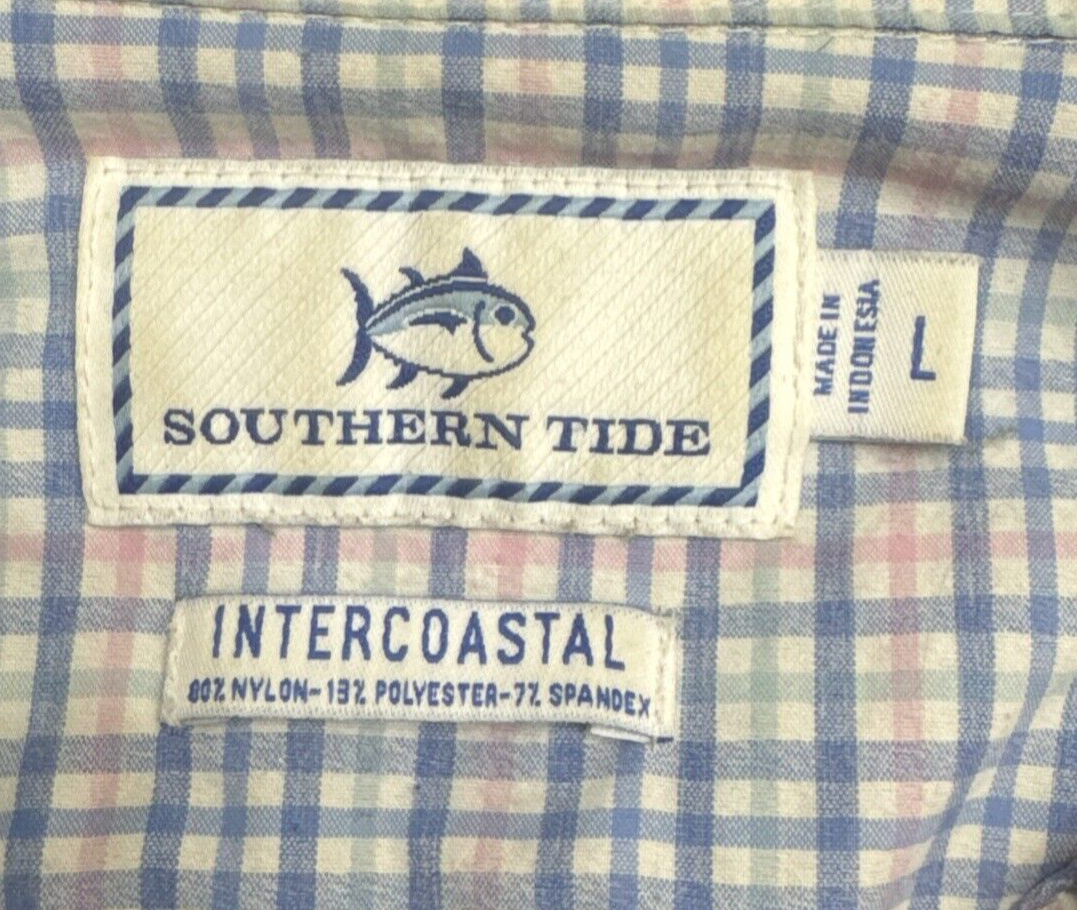 SOUTHERN TIDE
MADE IN
INDONESIA
L
INTERCOASTAL
80% NYLON-13% POLYESTER-7% SPANDEX